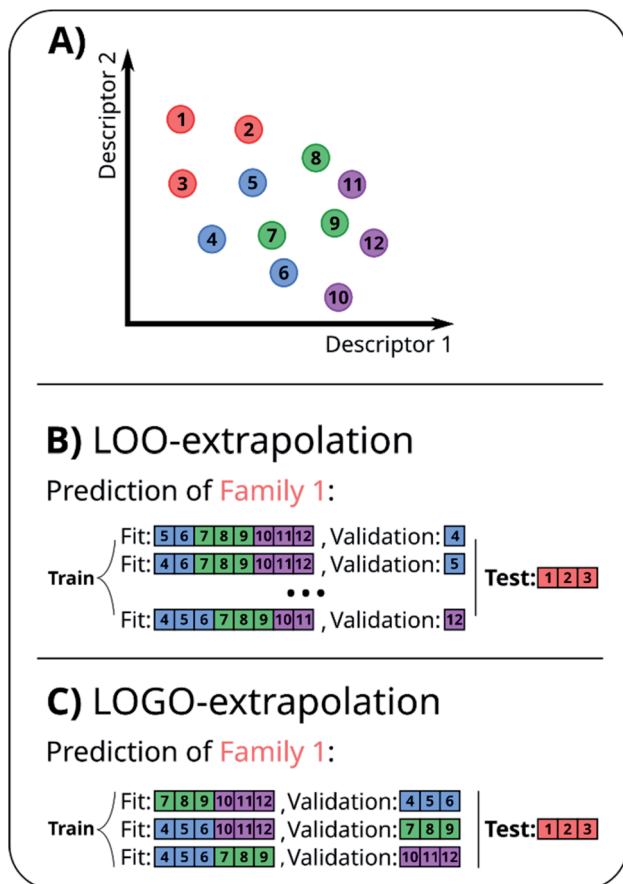 A)
Descriptor 2
1
2
8
3
5
11
9
4
7
12
6
10
Descriptor 1
B) LOO-extrapolation
Prediction of Family 1:
Fit: 5 6 7 8 9 10 11 12 , Validation: 4
Fit: 4 6 7 8 9 10 11 12 , Validation: 5
Train Test: 1 2 3
...
Fit: 4 5 6 7 8 9 10 11 , Validation: 12
C) LOGO-extrapolation
Prediction of Family 1:
Fit: 7 8 9 10 11 12 , Validation: 4 5 6
Train Fit: 4 5 6 10 11 12 , Validation: 7 8 9 Test: 1 2 3
Fit: 4 5 6 7 8 9 , Validation: 10 11 12